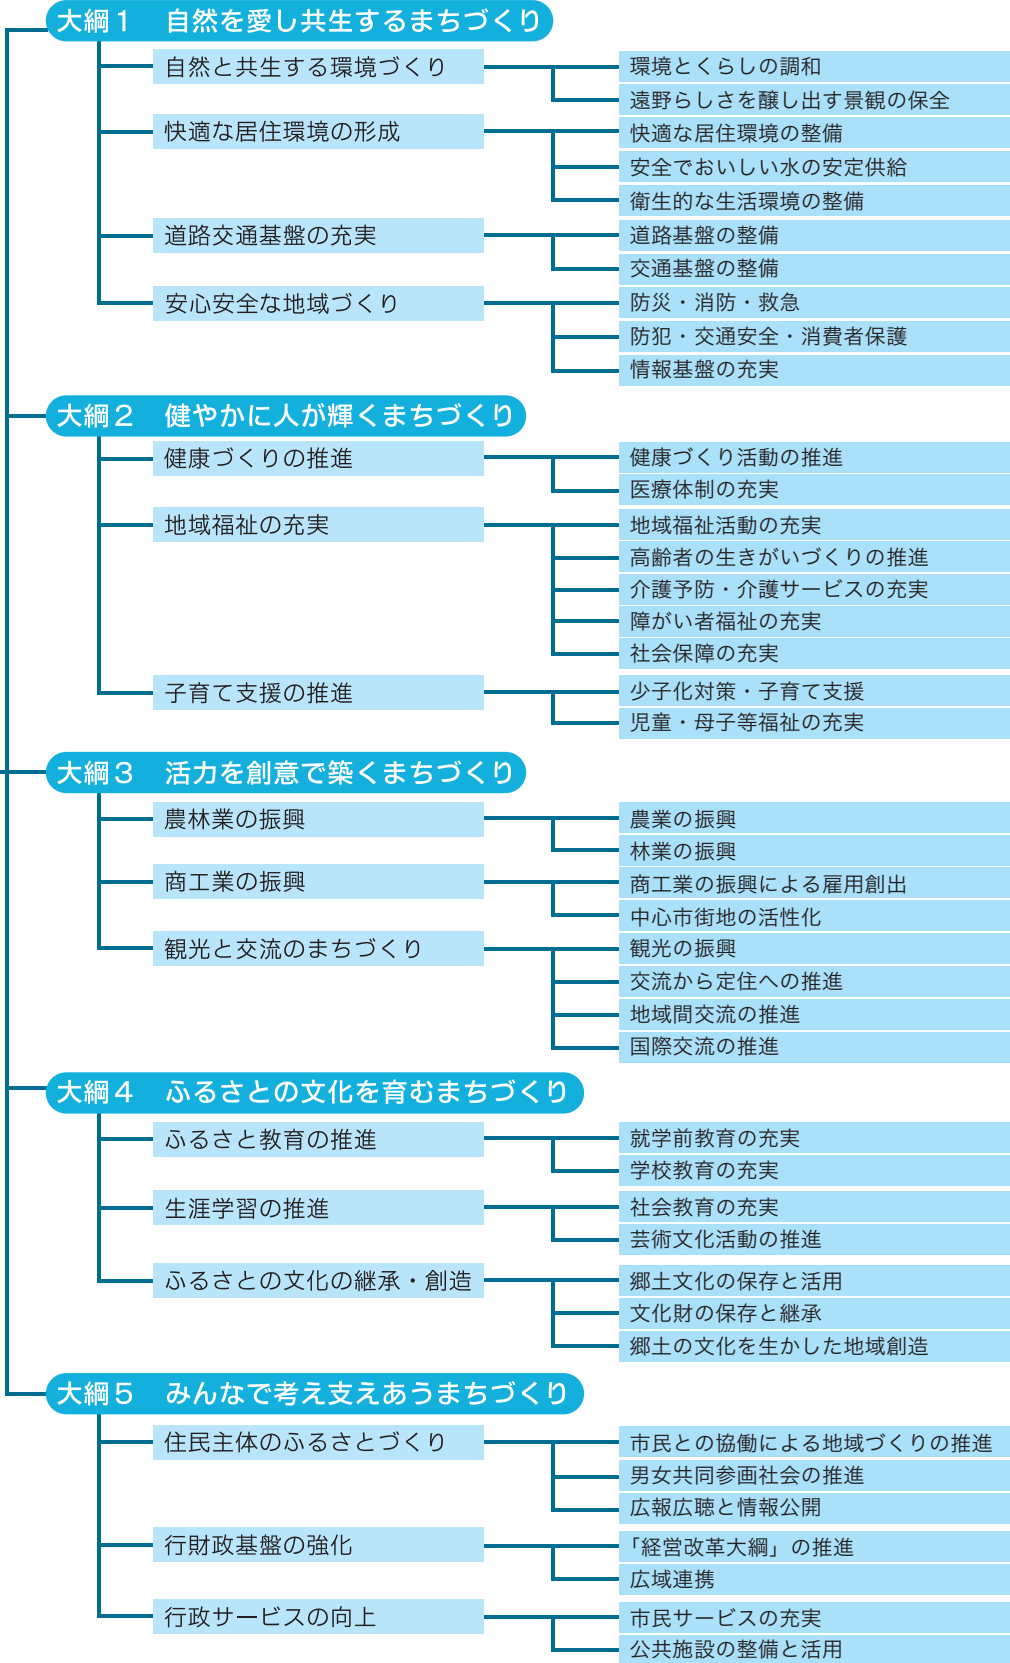 大綱1　自然を愛し共生するまちづくり
自然と共生する環境づくり
環境とくらしの調和
遠野らしさを醸し出す景観の保全
快適な居住環境の形成
快適な居住環境の整備
安全でおいしい水の安定供給
衛生的な生活環境の整備
道路交通基盤の充実
道路基盤の整備
交通基盤の整備
安心安全な地域づくり
防災・消防・救急
防犯・交通安全・消費者保護
情報基盤の充実
大綱2　健やかに人が輝くまちづくり
健康づくりの推進
健康づくり活動の推進
医療体制の充実
地域福祉の充実
地域福祉活動の充実
高齢者の生きがいづくりの推進
介護予防・介護サービスの充実
障がい者福祉の充実
社会保障の充実
子育て支援の推進
少子化対策・子育て支援
児童・母子等福祉の充実
大綱3　活力を創意で築くまちづくり
農林業の振興
農業の振興
林業の振興
商工業の振興
商工業の振興による雇用創出
中心市街地の活性化
観光と交流のまちづくり
観光の振興
交流から定住への推進
地域間交流の推進
国際交流の推進
大綱4　ふるさとの文化を育むまちづくり
ふるさと教育の推進
就学前教育の充実
学校教育の充実
生涯学習の推進
社会教育の充実
芸術文化活動の推進
ふるさとの文化の継承・創造
郷土文化の保存と活用
文化財の保存と継承
郷土の文化を生かした地域創造
大綱5　みんなで考え支えあうまちづくり
住民主体のふるさとづくり
市民との協働による地域づくりの推進
男女共同参画社会の推進
広報広聴と情報公開
行財政基盤の強化
「経営改革大綱」の推進
広域連携
行政サービスの向上
市民サービスの充実
公共施設の整備と活用